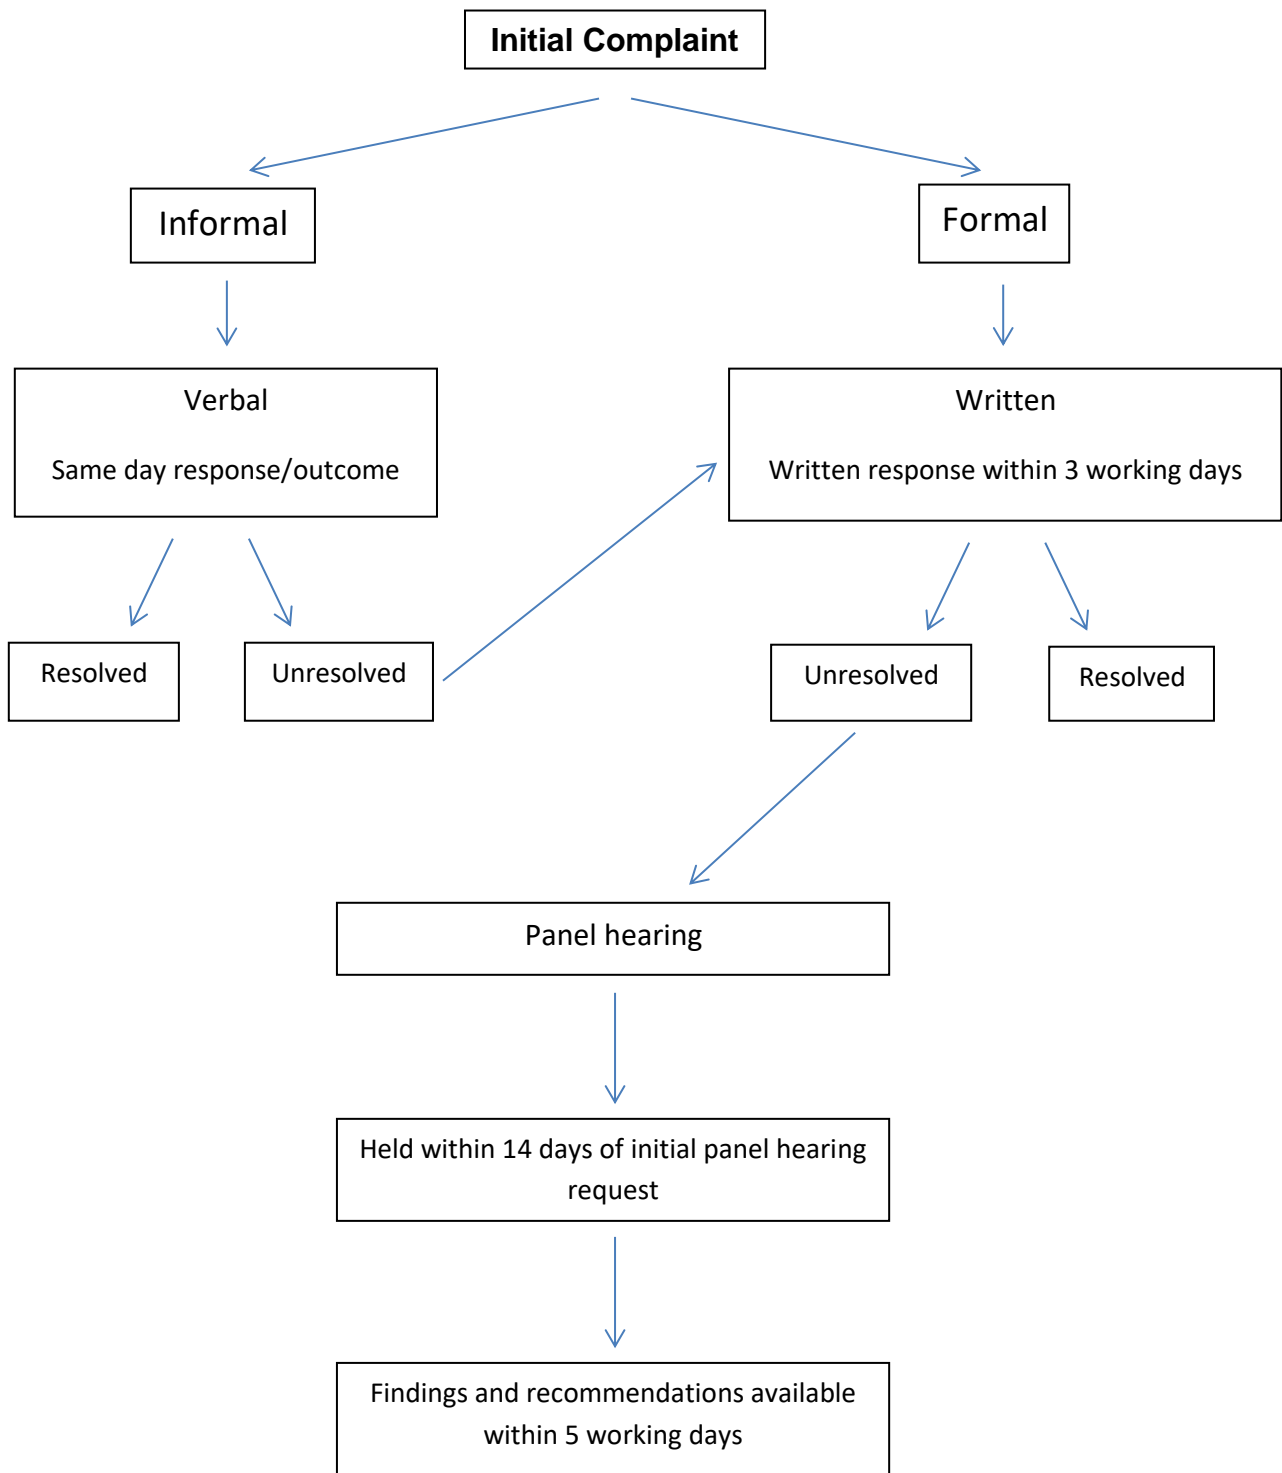 Initial Complaint
Informal
Formal
Verbal
Same day response/outcome
Written
Written response within 3 working days
Resolved
Unresolved
Unresolved
Resolved
Panel hearing
Held within 14 days of initial panel hearing
request
Findings and recommendations available
within 5 working days